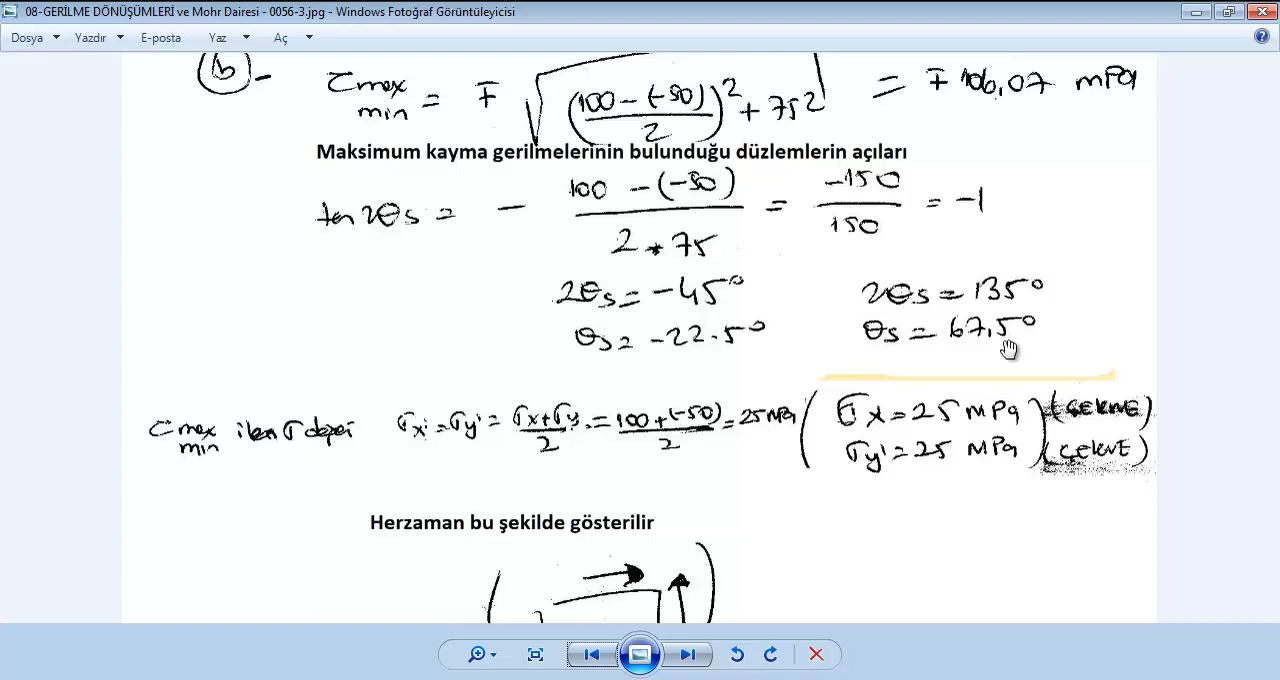 08-GERİLME DÖNÜŞÜMLERİ ve Mohr Dairesi - 0056-3.jpg - Windows Fotoğraf Görüntüleyicisi
Dosya Yazdır E-posta Yaz Aç
(b) - τmax min = ∓ √((100-(-50)/2)² + 75²) = ∓ 106,07 MPa
Maksimum kayma gerilmelerinin bulunduğu düzlemlerin açıları
tan 2θs = - 100 - (-50) / 2 * 75 = -150 / 150 = -1
2θs = -45° 2θs = 135°
θs = -22.5° θs = 67,5°
τmax min iken σ değeri σx' = σy' = σx+σy / 2 = 100+(-50) / 2 = 25 MPa (σx = 25 MPa (ÇEKME)
σy' = 25 MPa) (ÇEKME)
Herzaman bu şekilde gösterilir